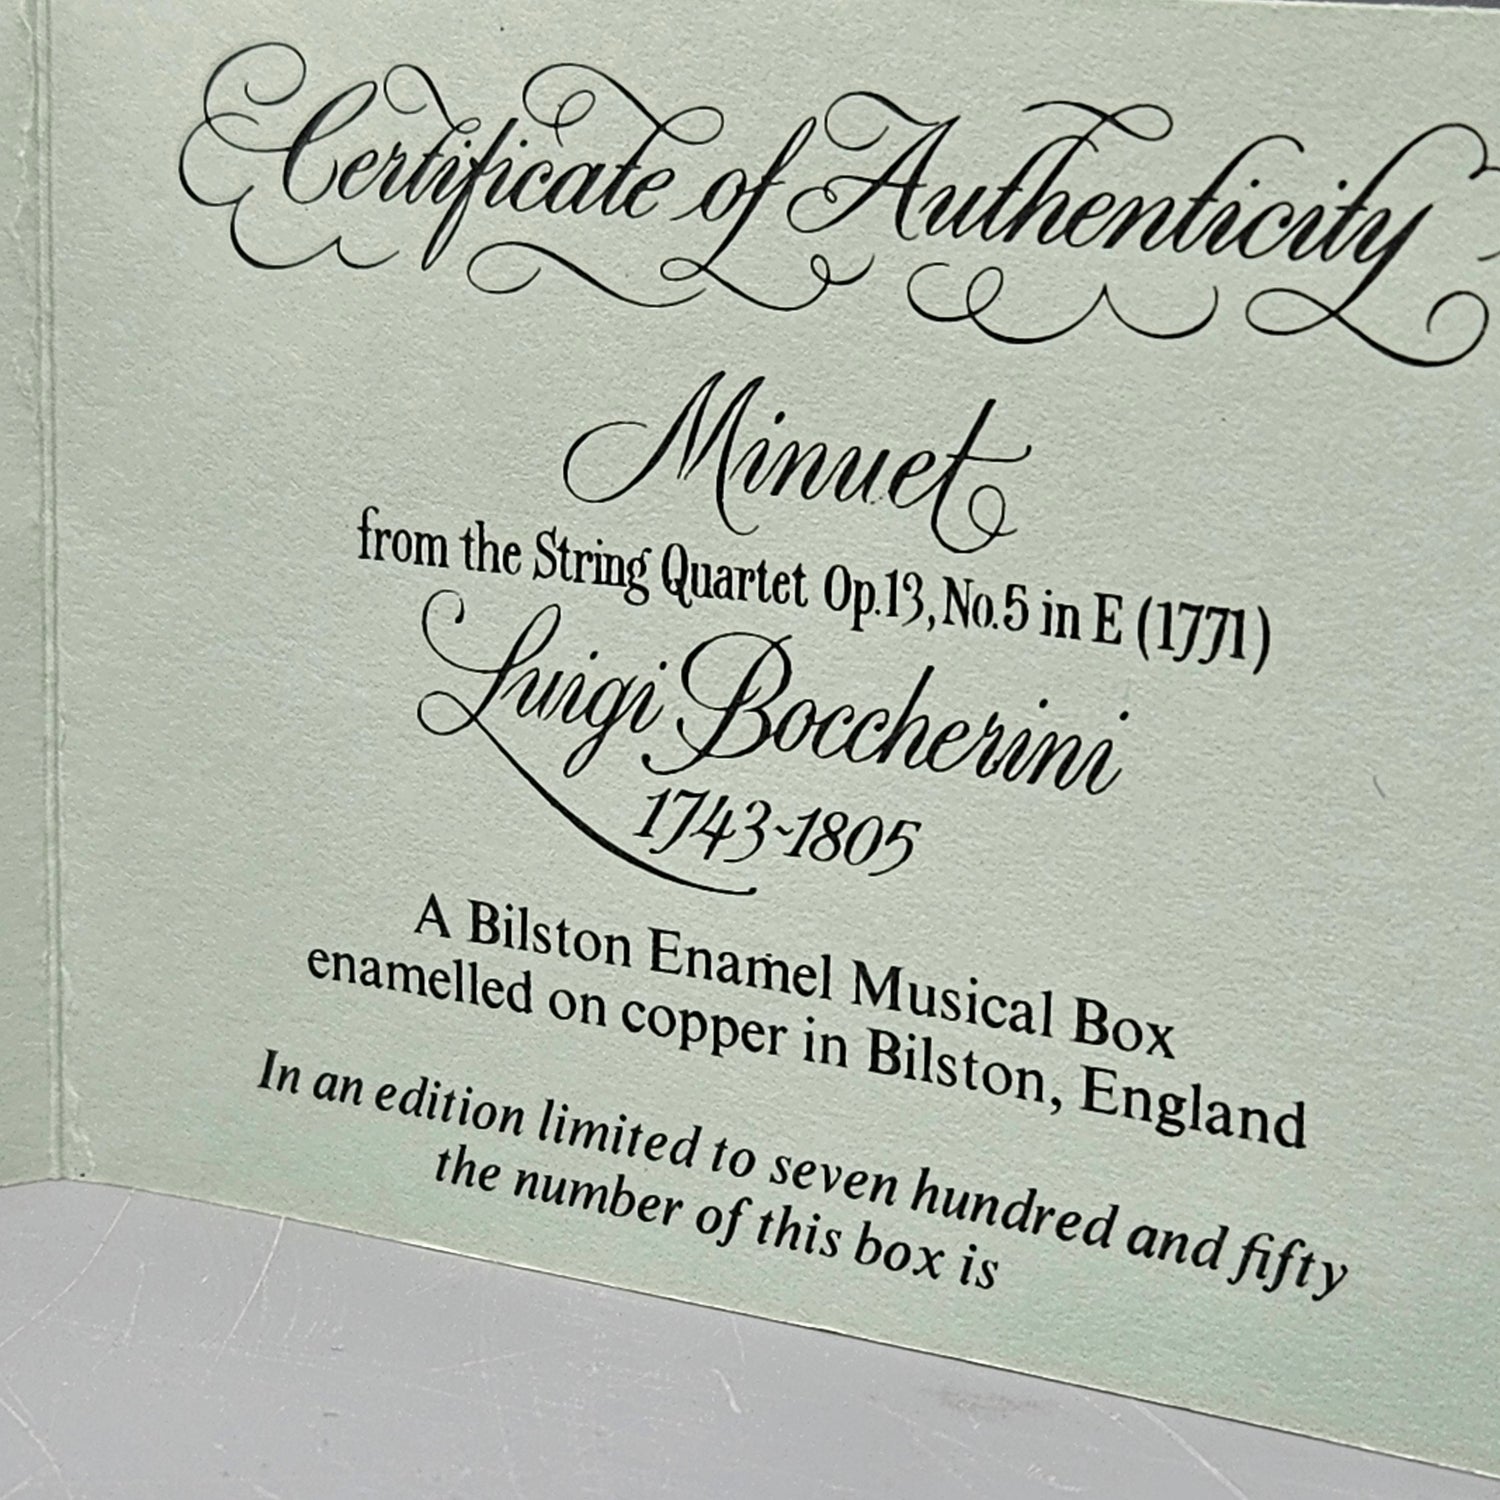 Certificate of Authenticity
Minuet
from the String Quartet Op.13, No.5 in E (1771)
Luigi Boccherini
1743~1805
A Bilston Enamel Musical Box
enamelled on copper in Bilston, England
In an edition limited to seven hundred and fifty
the number of this box is